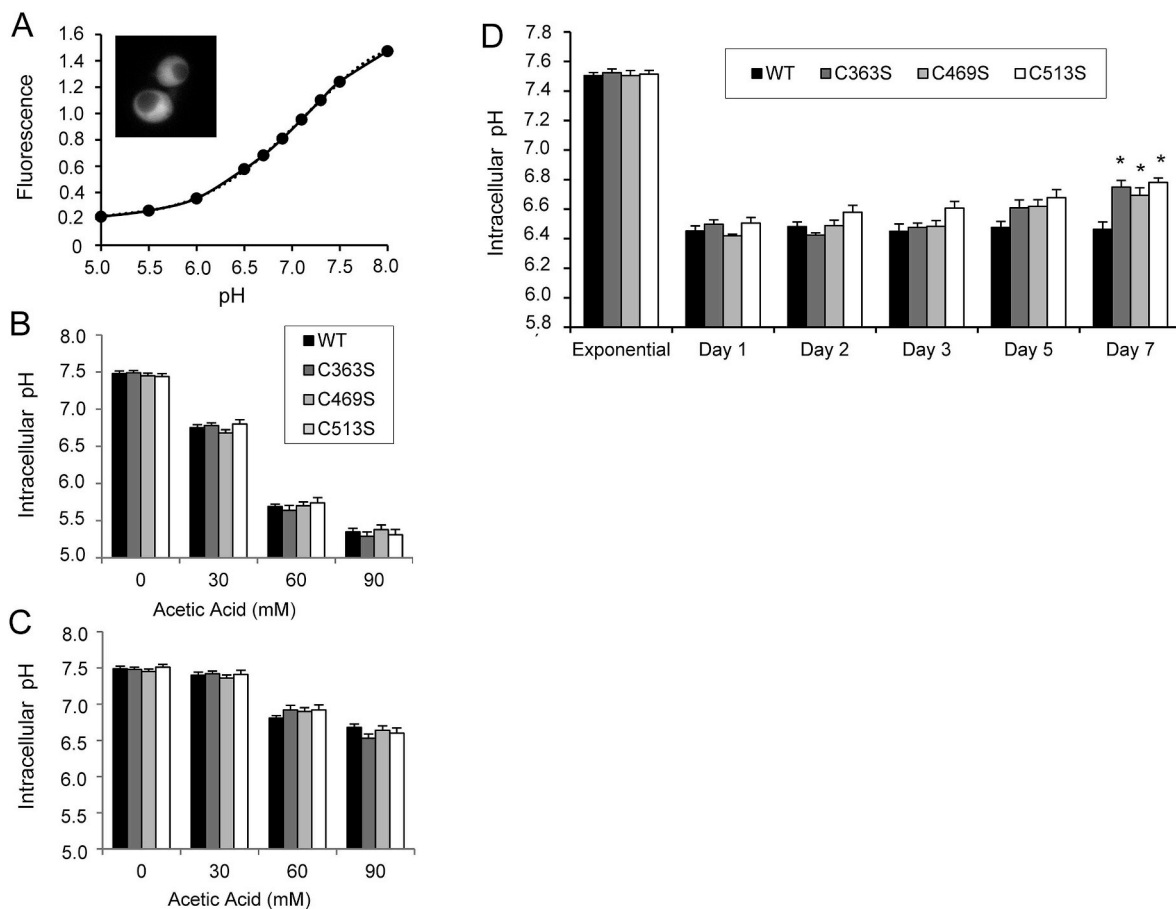 A
Fluorescence
1.6
1.4
1.2
1.0
0.8
0.6
0.4
0.2
0
5.0 5.5 6.0 6.5 7.0 7.5 8.0
pH
B
Intracellular pH
8.0
7.5
7.0
6.5
6.0
5.5
5.0
WT
C363S
C469S
C513S
0 30 60 90
Acetic Acid (mM)
C
Intracellular pH
8.0
7.5
7.0
6.5
6.0
5.5
5.0
0 30 60 90
Acetic Acid (mM)
D
Intracellular pH
7.8
7.6
7.4
7.2
7.0
6.8
6.6
6.4
6.2
6.0
5.8
WT C363S C469S C513S
* * *
Exponential Day 1 Day 2 Day 3 Day 5 Day 7